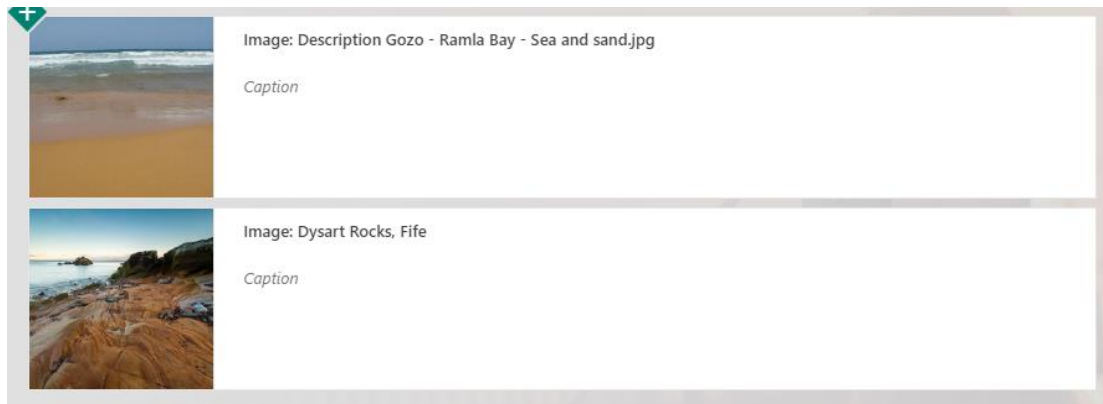 Image: Description Gozo - Ramla Bay - Sea and sand.jpg
Caption
Image: Dysart Rocks, Fife
Caption